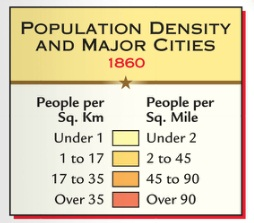 POPULATION DENSITY
AND MAJOR CITIES
1860
People per Sq. Km People per Sq. Mile
Under 1 Under 2
1 to 17 2 to 45
17 to 35 45 to 90
Over 35 Over 90